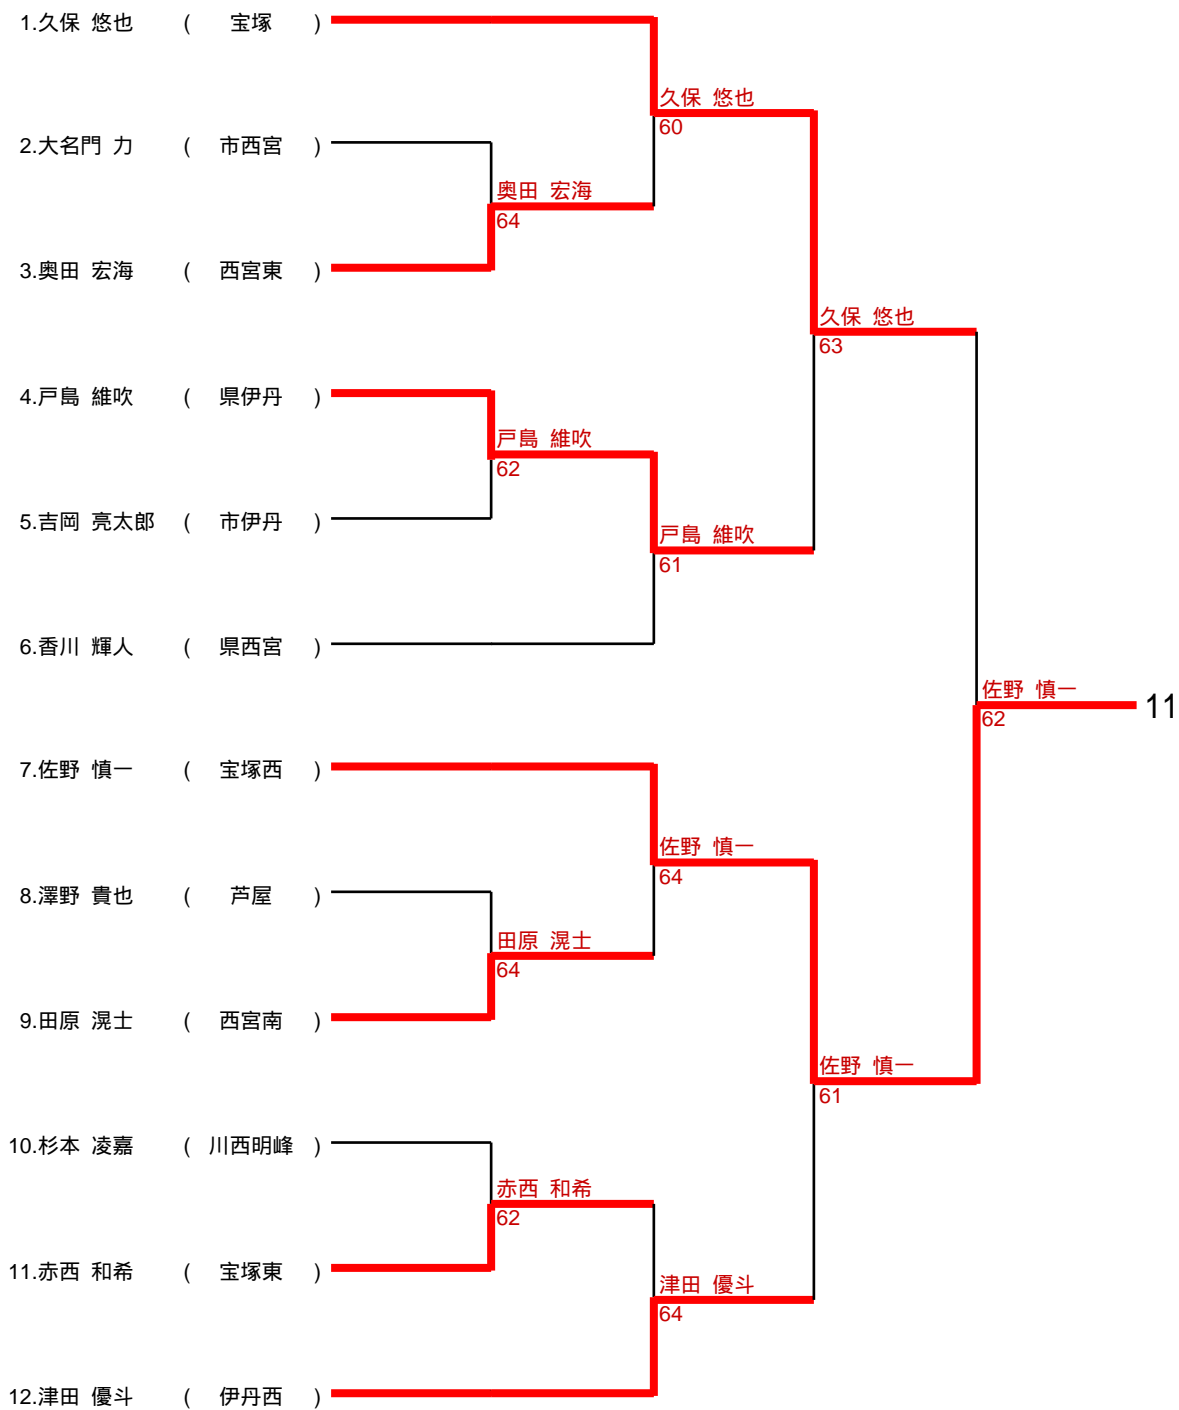 1.久保 悠也 ( 宝塚 )
久保 悠也
60
2.大名門 力 ( 市西宮 )
奥田 宏海
64
3.奥田 宏海 ( 西宮東 )
久保 悠也
63
4.戸島 維吹 ( 県伊丹 )
戸島 維吹
62
5.吉岡 亮太郎 ( 市伊丹 )
戸島 維吹
61
6.香川 輝人 ( 県西宮 )
佐野 慎一
62
11
7.佐野 慎一 ( 宝塚西 )
佐野 慎一
64
8.澤野 貴也 ( 芦屋 )
田原 滉士
64
9.田原 滉士 ( 西宮南 )
佐野 慎一
61
10.杉本 凌嘉 ( 川西明峰 )
赤西 和希
62
11.赤西 和希 ( 宝塚東 )
津田 優斗
64
12.津田 優斗 ( 伊丹西 )